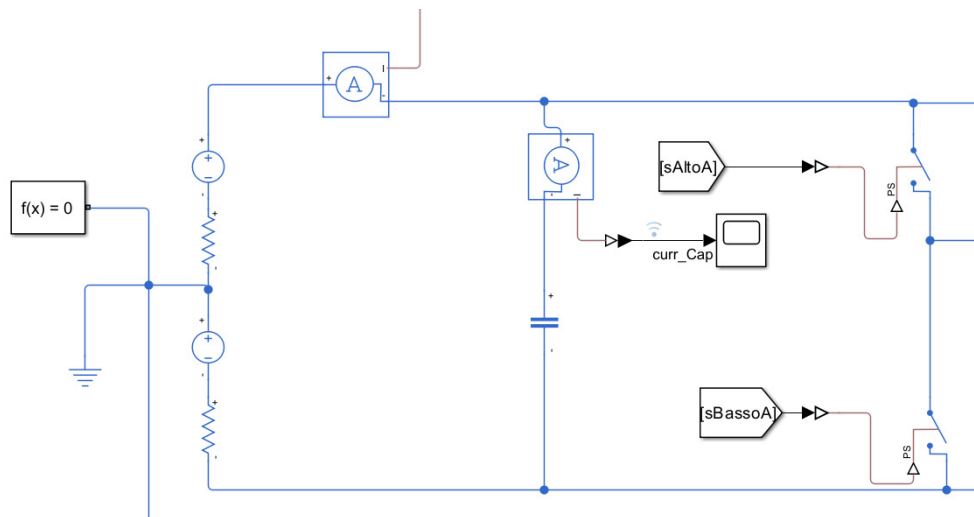 A
I
A
I
[sAltoA]
PS
f(x) = 0
curr_Cap
[sBassoA]
PS